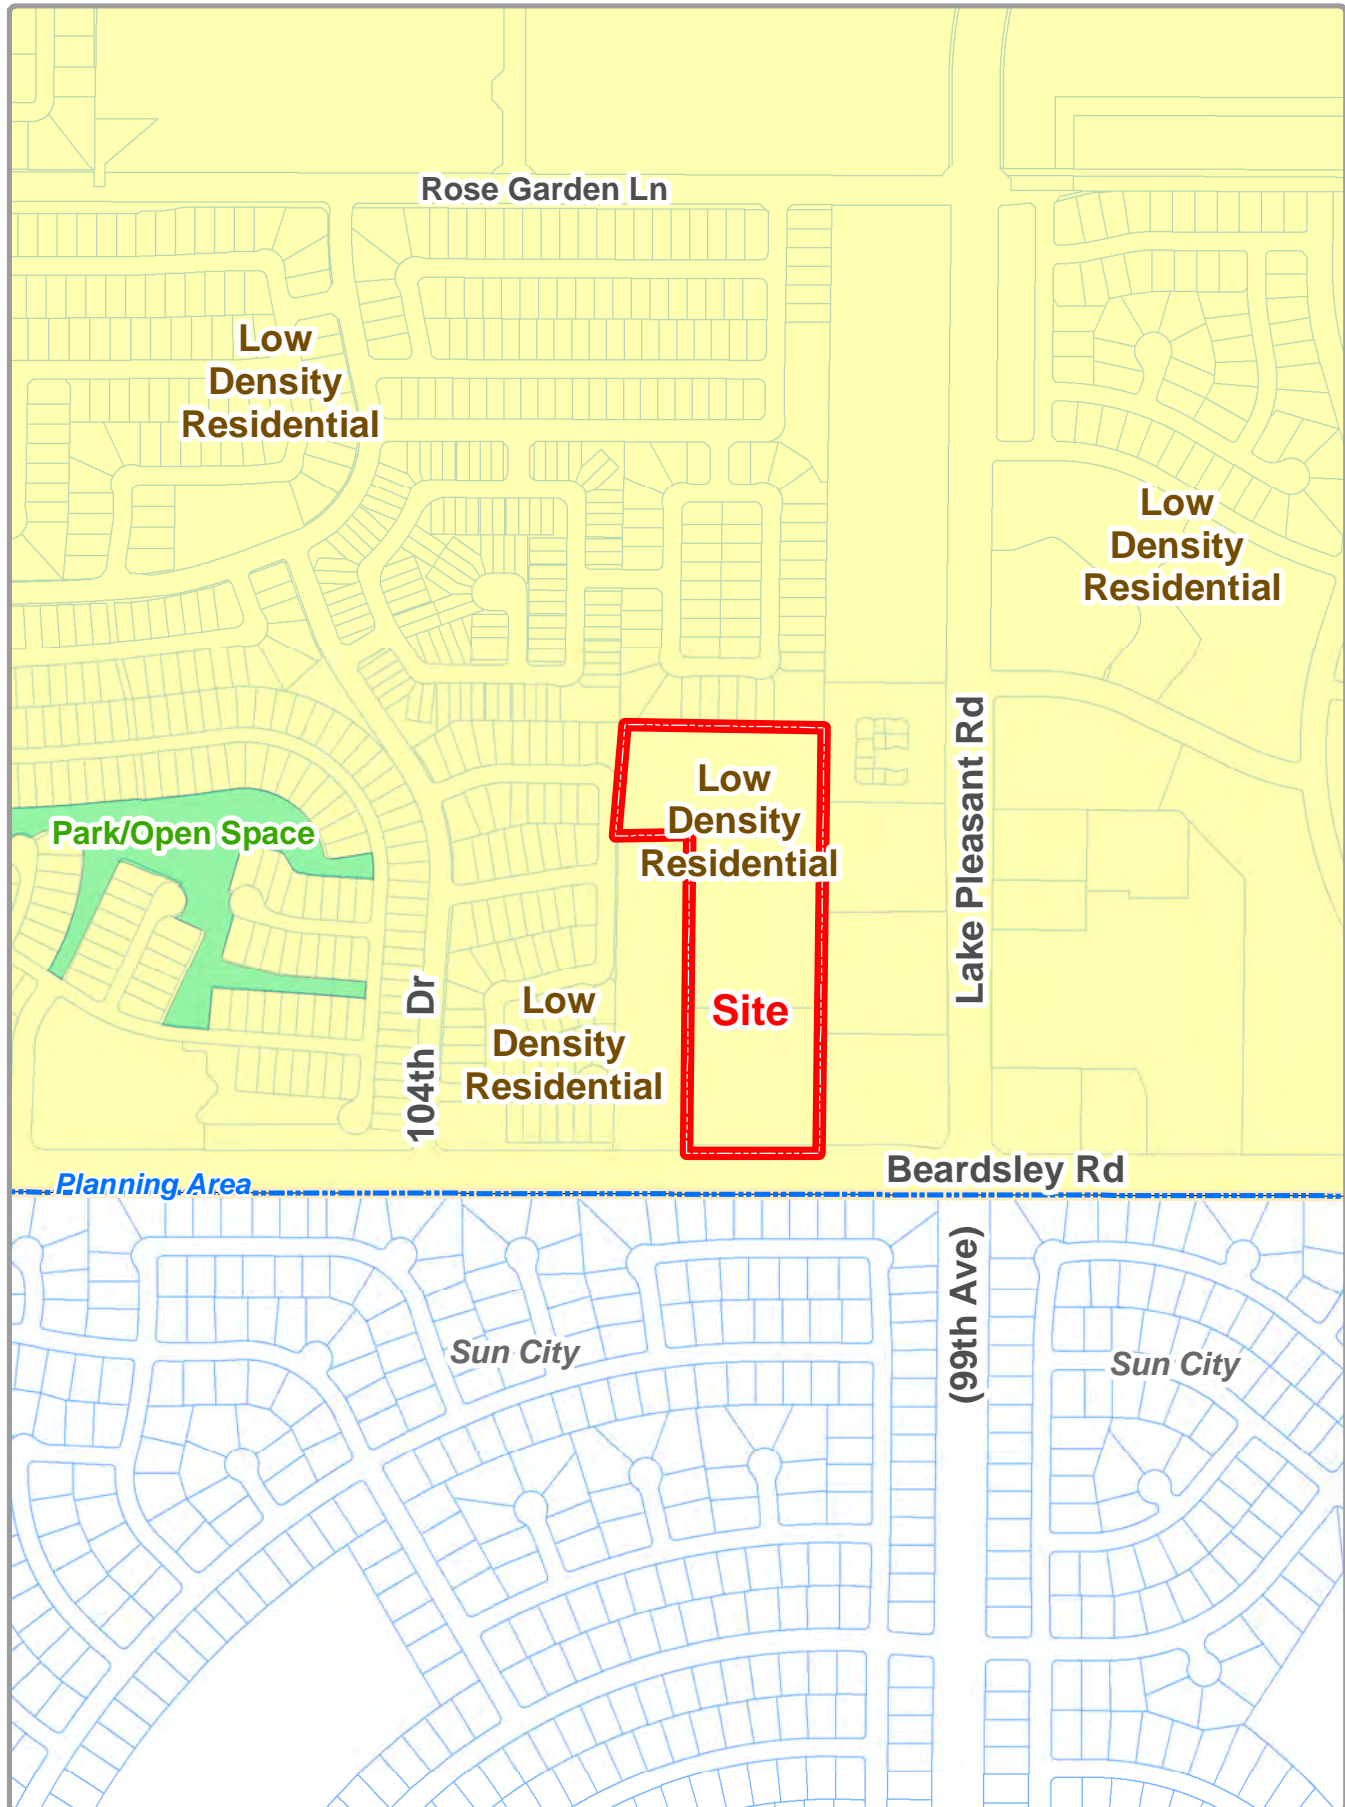 Rose Garden Ln
Low
Density
Residential
Low
Density
Residential
Low
Density
Residential
Park/Open Space
Lake Pleasant Rd
Low
Density
Residential
Site
104th Dr
Beardsley Rd
Planning Area
(99th Ave)
Sun City
Sun City